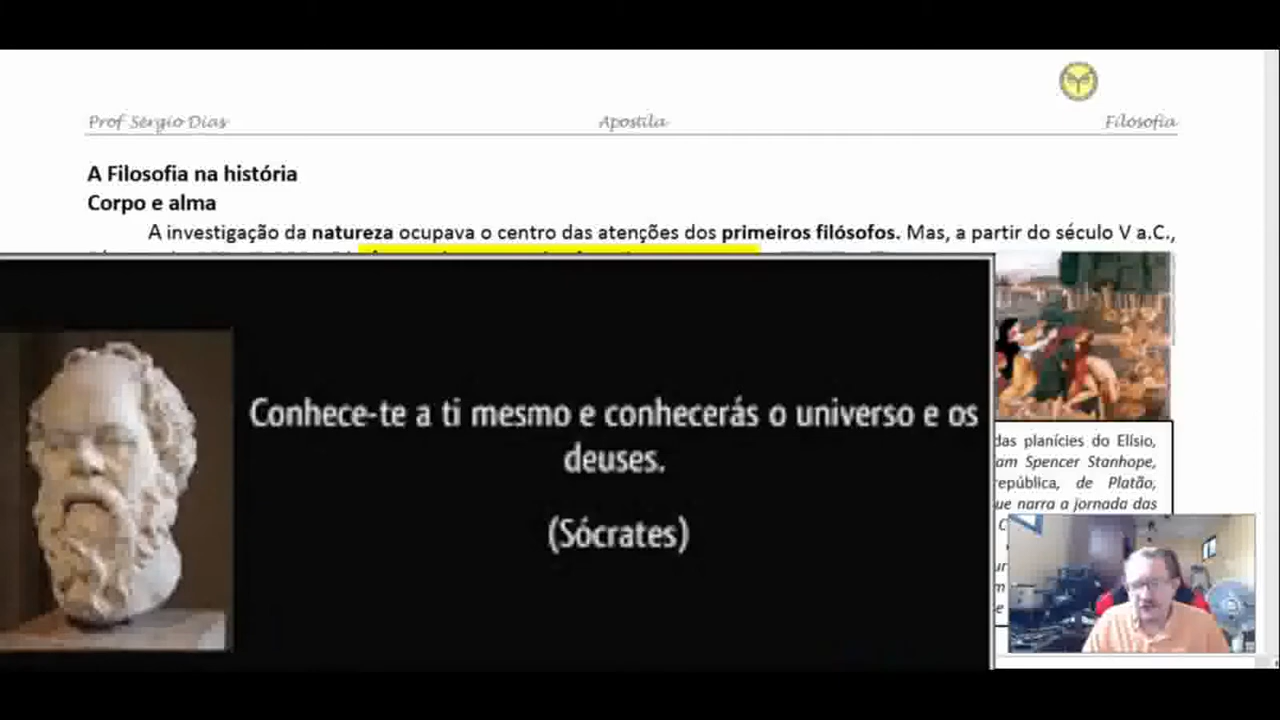 Prof Sérgio Dias Apostila Filosofia
A Filosofia na história
Corpo e alma
A investigação da natureza ocupava o centro das atenções dos primeiros filósofos. Mas, a partir do século V a.C.,
Conhece-te a ti mesmo e conhecerás o universo e os
deuses.
(Sócrates)
das planícies do Elísio,
am Spencer Stanhope,
república, de Platão,
ue narra a jornada das